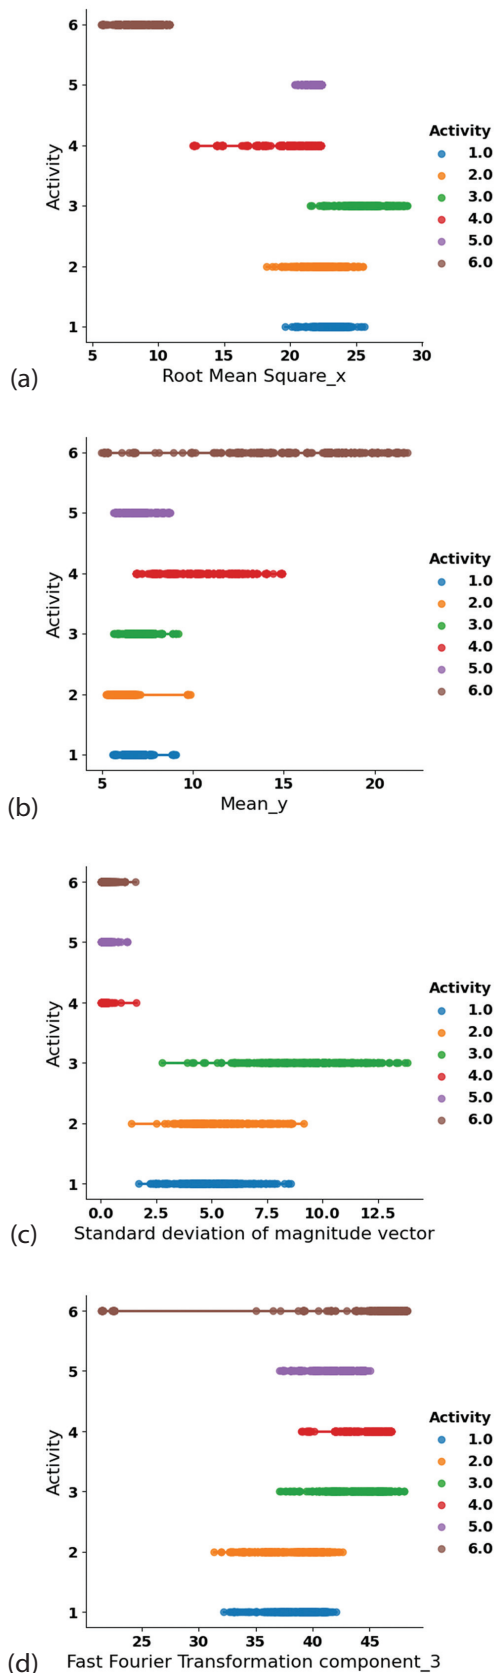 6
5
4
3
2
1
Activity
5 10 15 20 25 30
Root Mean Square_x
(a)
Activity
1.0
2.0
3.0
4.0
5.0
6.0
6
5
4
3
2
1
Activity
5 10 15 20
Mean_y
(b)
Activity
1.0
2.0
3.0
4.0
5.0
6.0
6
5
4
3
2
1
Activity
0.0 2.5 5.0 7.5 10.0 12.5
Standard deviation of magnitude vector
(c)
Activity
1.0
2.0
3.0
4.0
5.0
6.0
6
5
4
3
2
1
Activity
25 30 35 40 45
Fast Fourier Transformation component_3
(d)
Activity
1.0
2.0
3.0
4.0
5.0
6.0